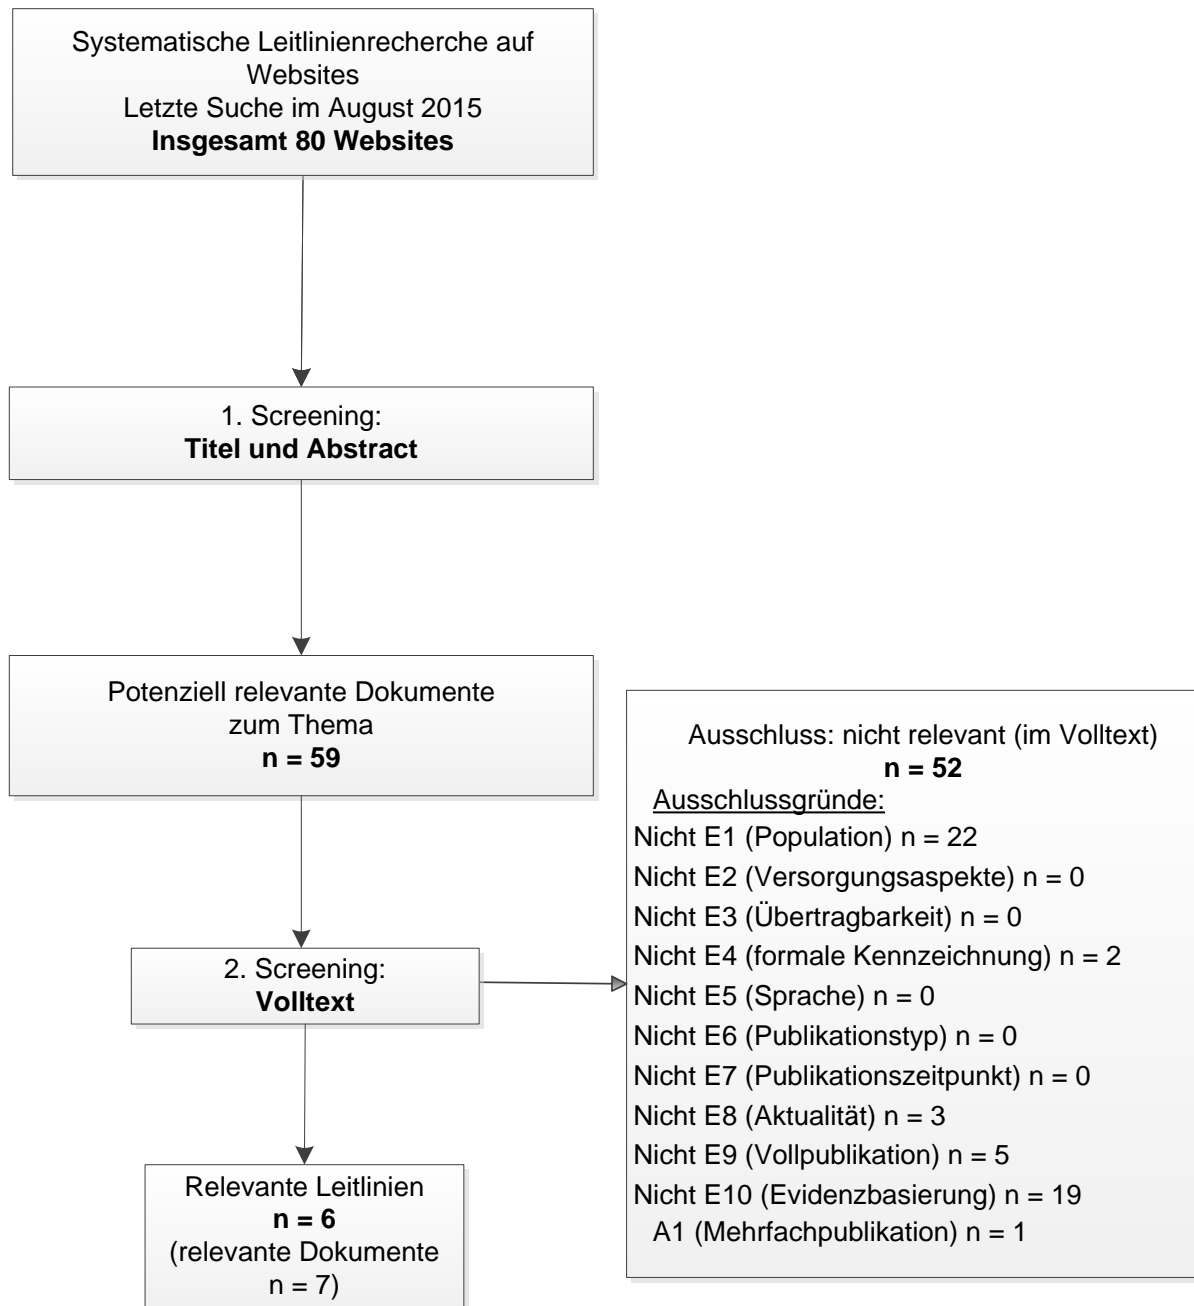 Systematische Leitlinienrecherche auf
Websites
Letzte Suche im August 2015
Insgesamt 80 Websites
1. Screening:
Titel und Abstract
Potenziell relevante Dokumente
zum Thema
n = 59
2. Screening:
Volltext
Ausschluss: nicht relevant (im Volltext)
n = 52
Ausschlussgründe:
Nicht E1 (Population) n = 22
Nicht E2 (Versorgungsaspekte) n = 0
Nicht E3 (Übertragbarkeit) n = 0
Nicht E4 (formale Kennzeichnung) n = 2
Nicht E5 (Sprache) n = 0
Nicht E6 (Publikationstyp) n = 0
Nicht E7 (Publikationszeitpunkt) n = 0
Nicht E8 (Aktualität) n = 3
Nicht E9 (Vollpublikation) n = 5
Nicht E10 (Evidenzbasierung) n = 19
A1 (Mehrfachpublikation) n = 1
Relevante Leitlinien
n = 6
(relevante Dokumente
n = 7)